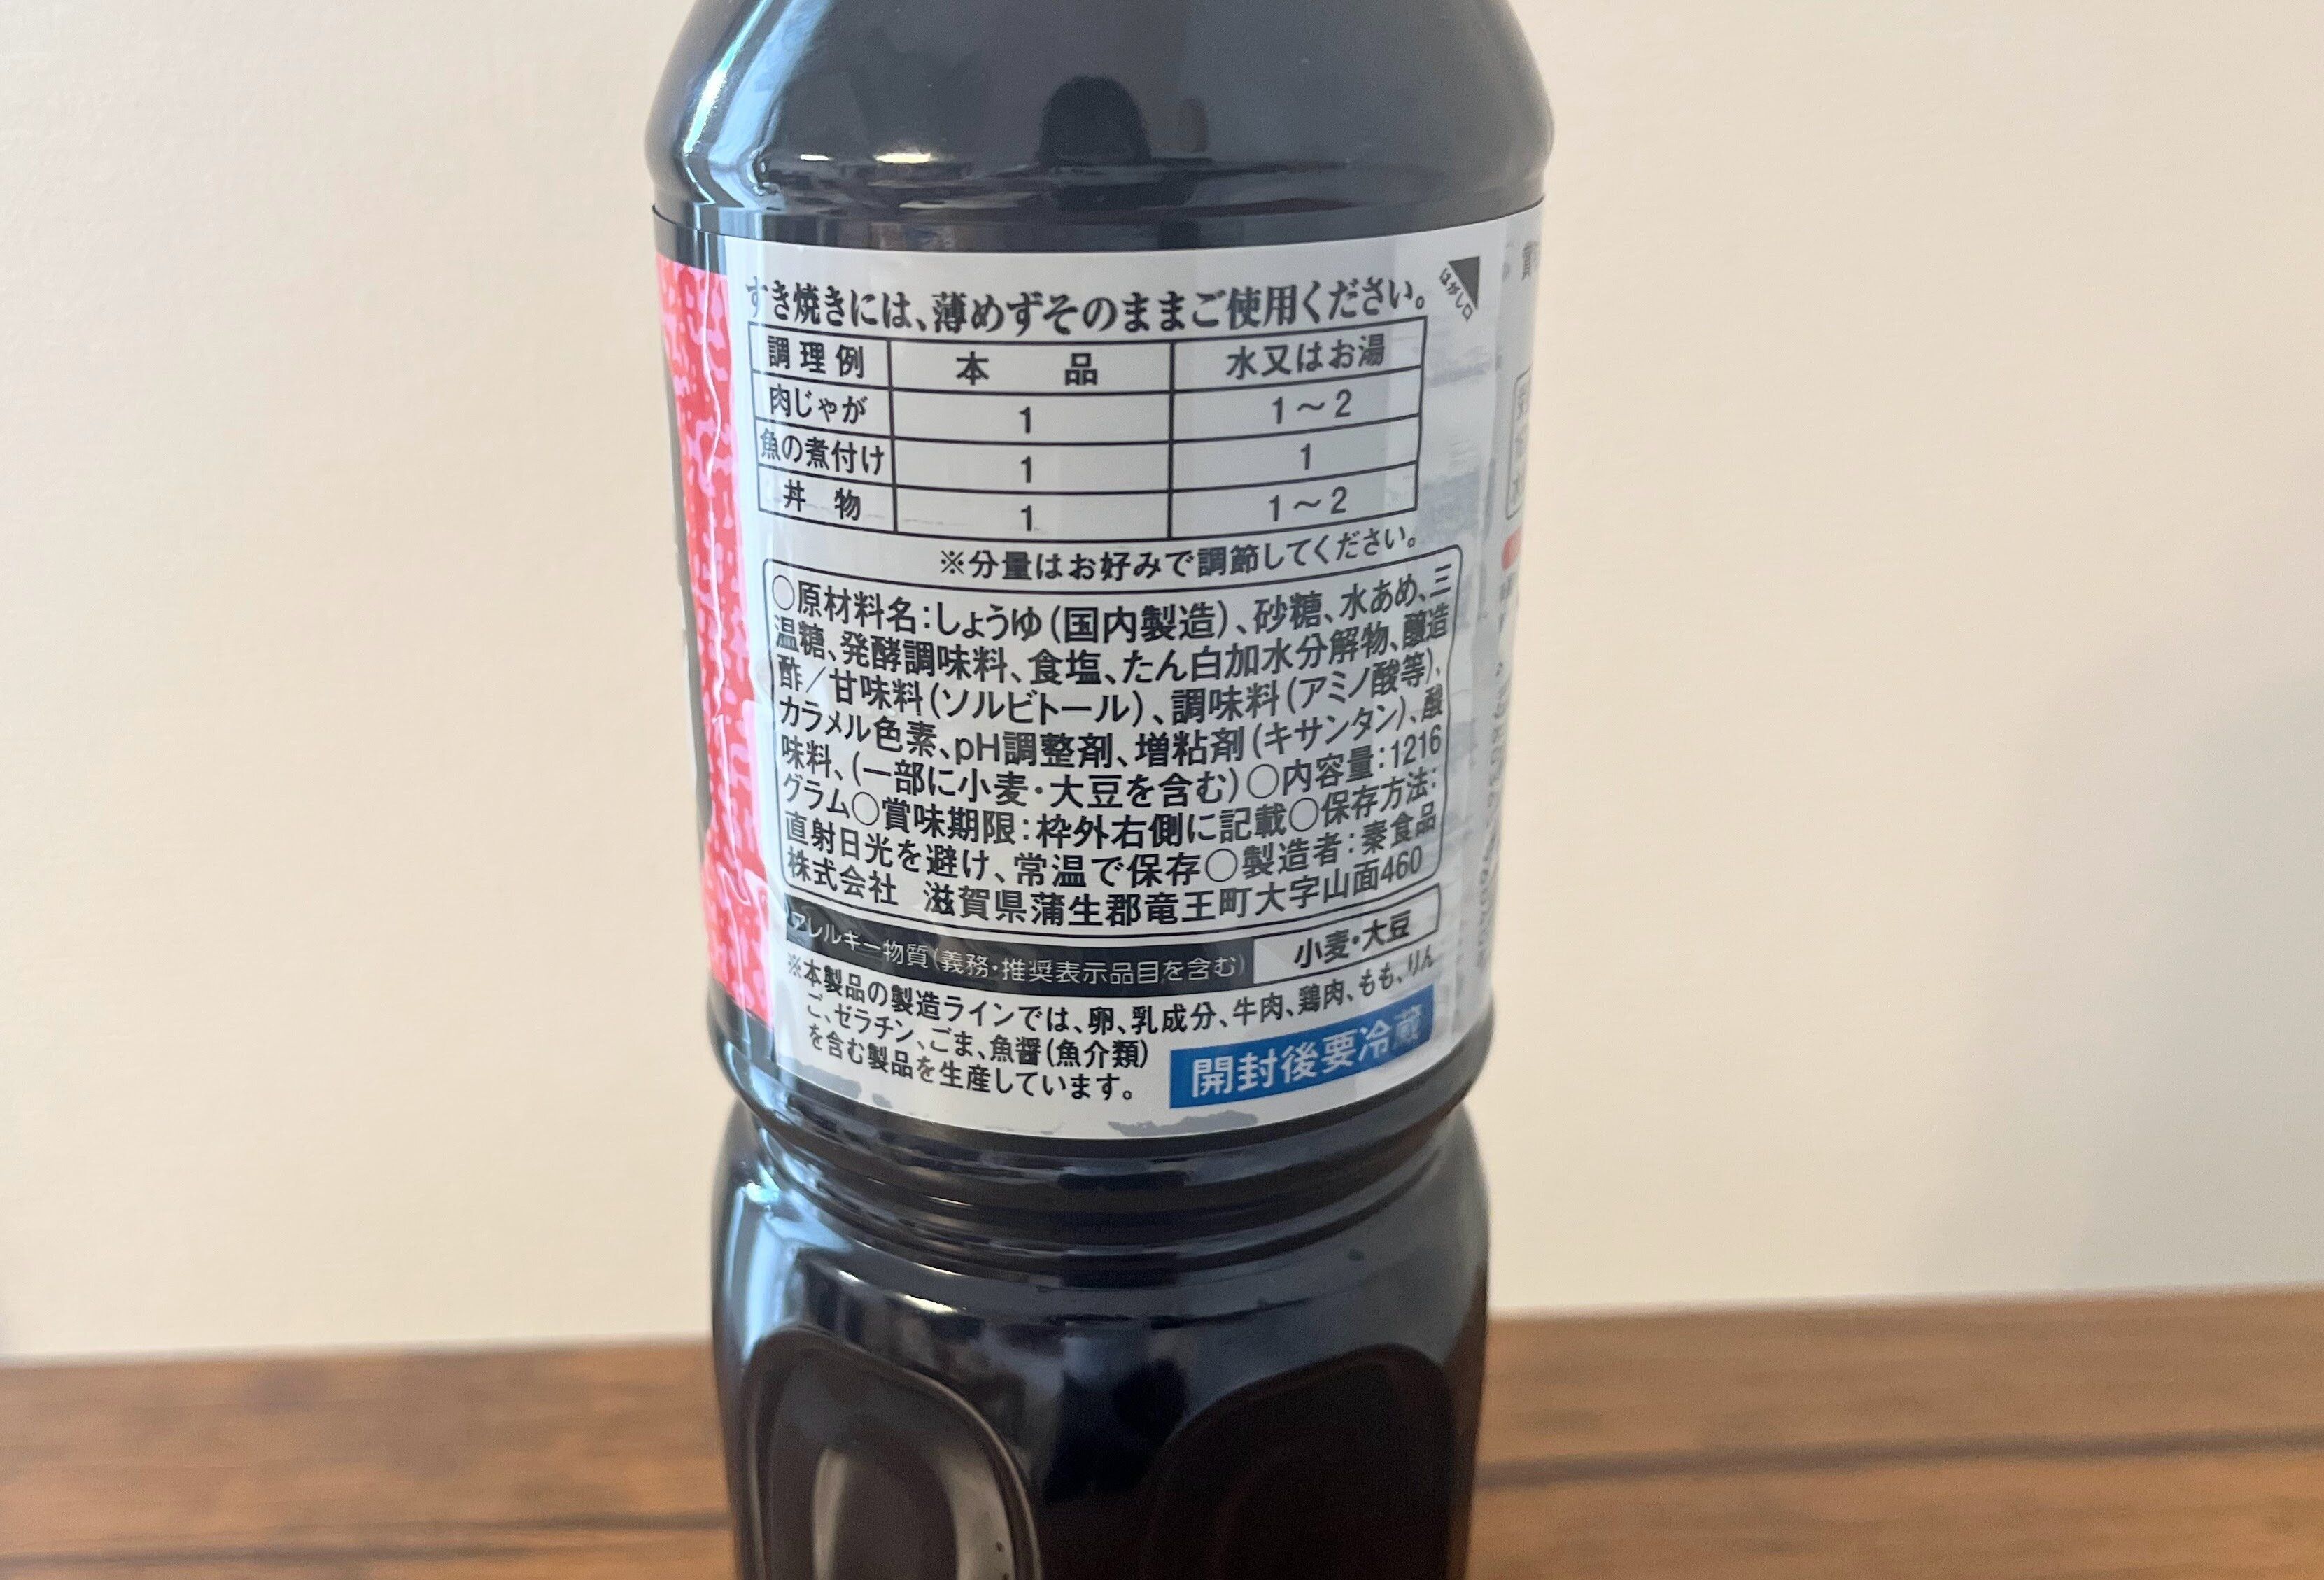 すき焼きには、薄めずそのままご使用ください。
はがし口
調理例 本品 水又はお湯
肉じゃが 1 1～2
魚の煮付け 1 1
丼物 1 1～2
※分量はお好みで調節してください。
○原材料名：しょうゆ（国内製造）、砂糖、水あめ、三
温糖、発酵調味料、食塩、たん白加水分解物、醸造
酢／甘味料（ソルビトール）、調味料（アミノ酸等）、
カラメル色素、pH調整剤、増粘剤（キサンタン）、酸
味料、（一部に小麦・大豆を含む）○内容量：1216
グラム○賞味期限：枠外右側に記載○保存方法：
直射日光を避け、常温で保存○製造者：秦食品
株式会社 滋賀県蒲生郡竜王町大字山面460
アレルギー物質（義務・推奨表示品目を含む） 小麦・大豆
※本製品の製造ラインでは、卵、乳成分、牛肉、鶏肉、もも、りん
ご、ゼラチン、ごま、魚醤（魚介類）
を含む製品を生産しています。
開封後要冷蔵